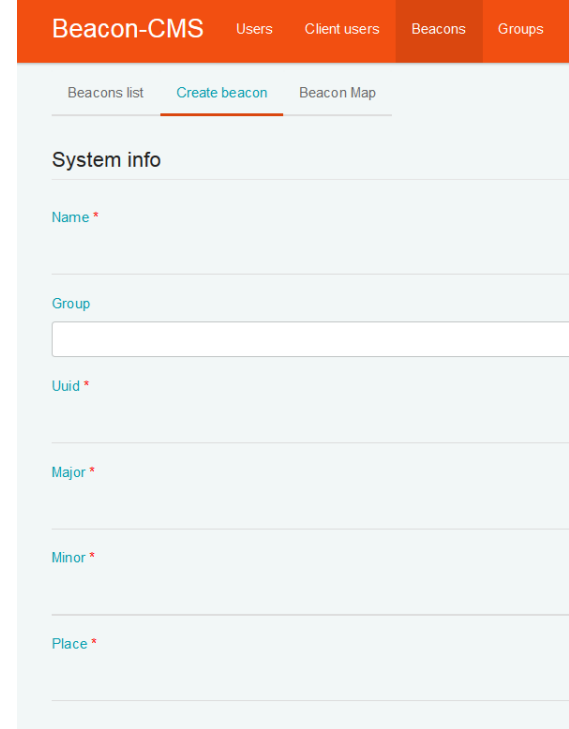 Beacon-CMS Users Client users Beacons Groups
Beacons list Create beacon Beacon Map
System info
Name *
Group
Uuid *
Major *
Minor *
Place *